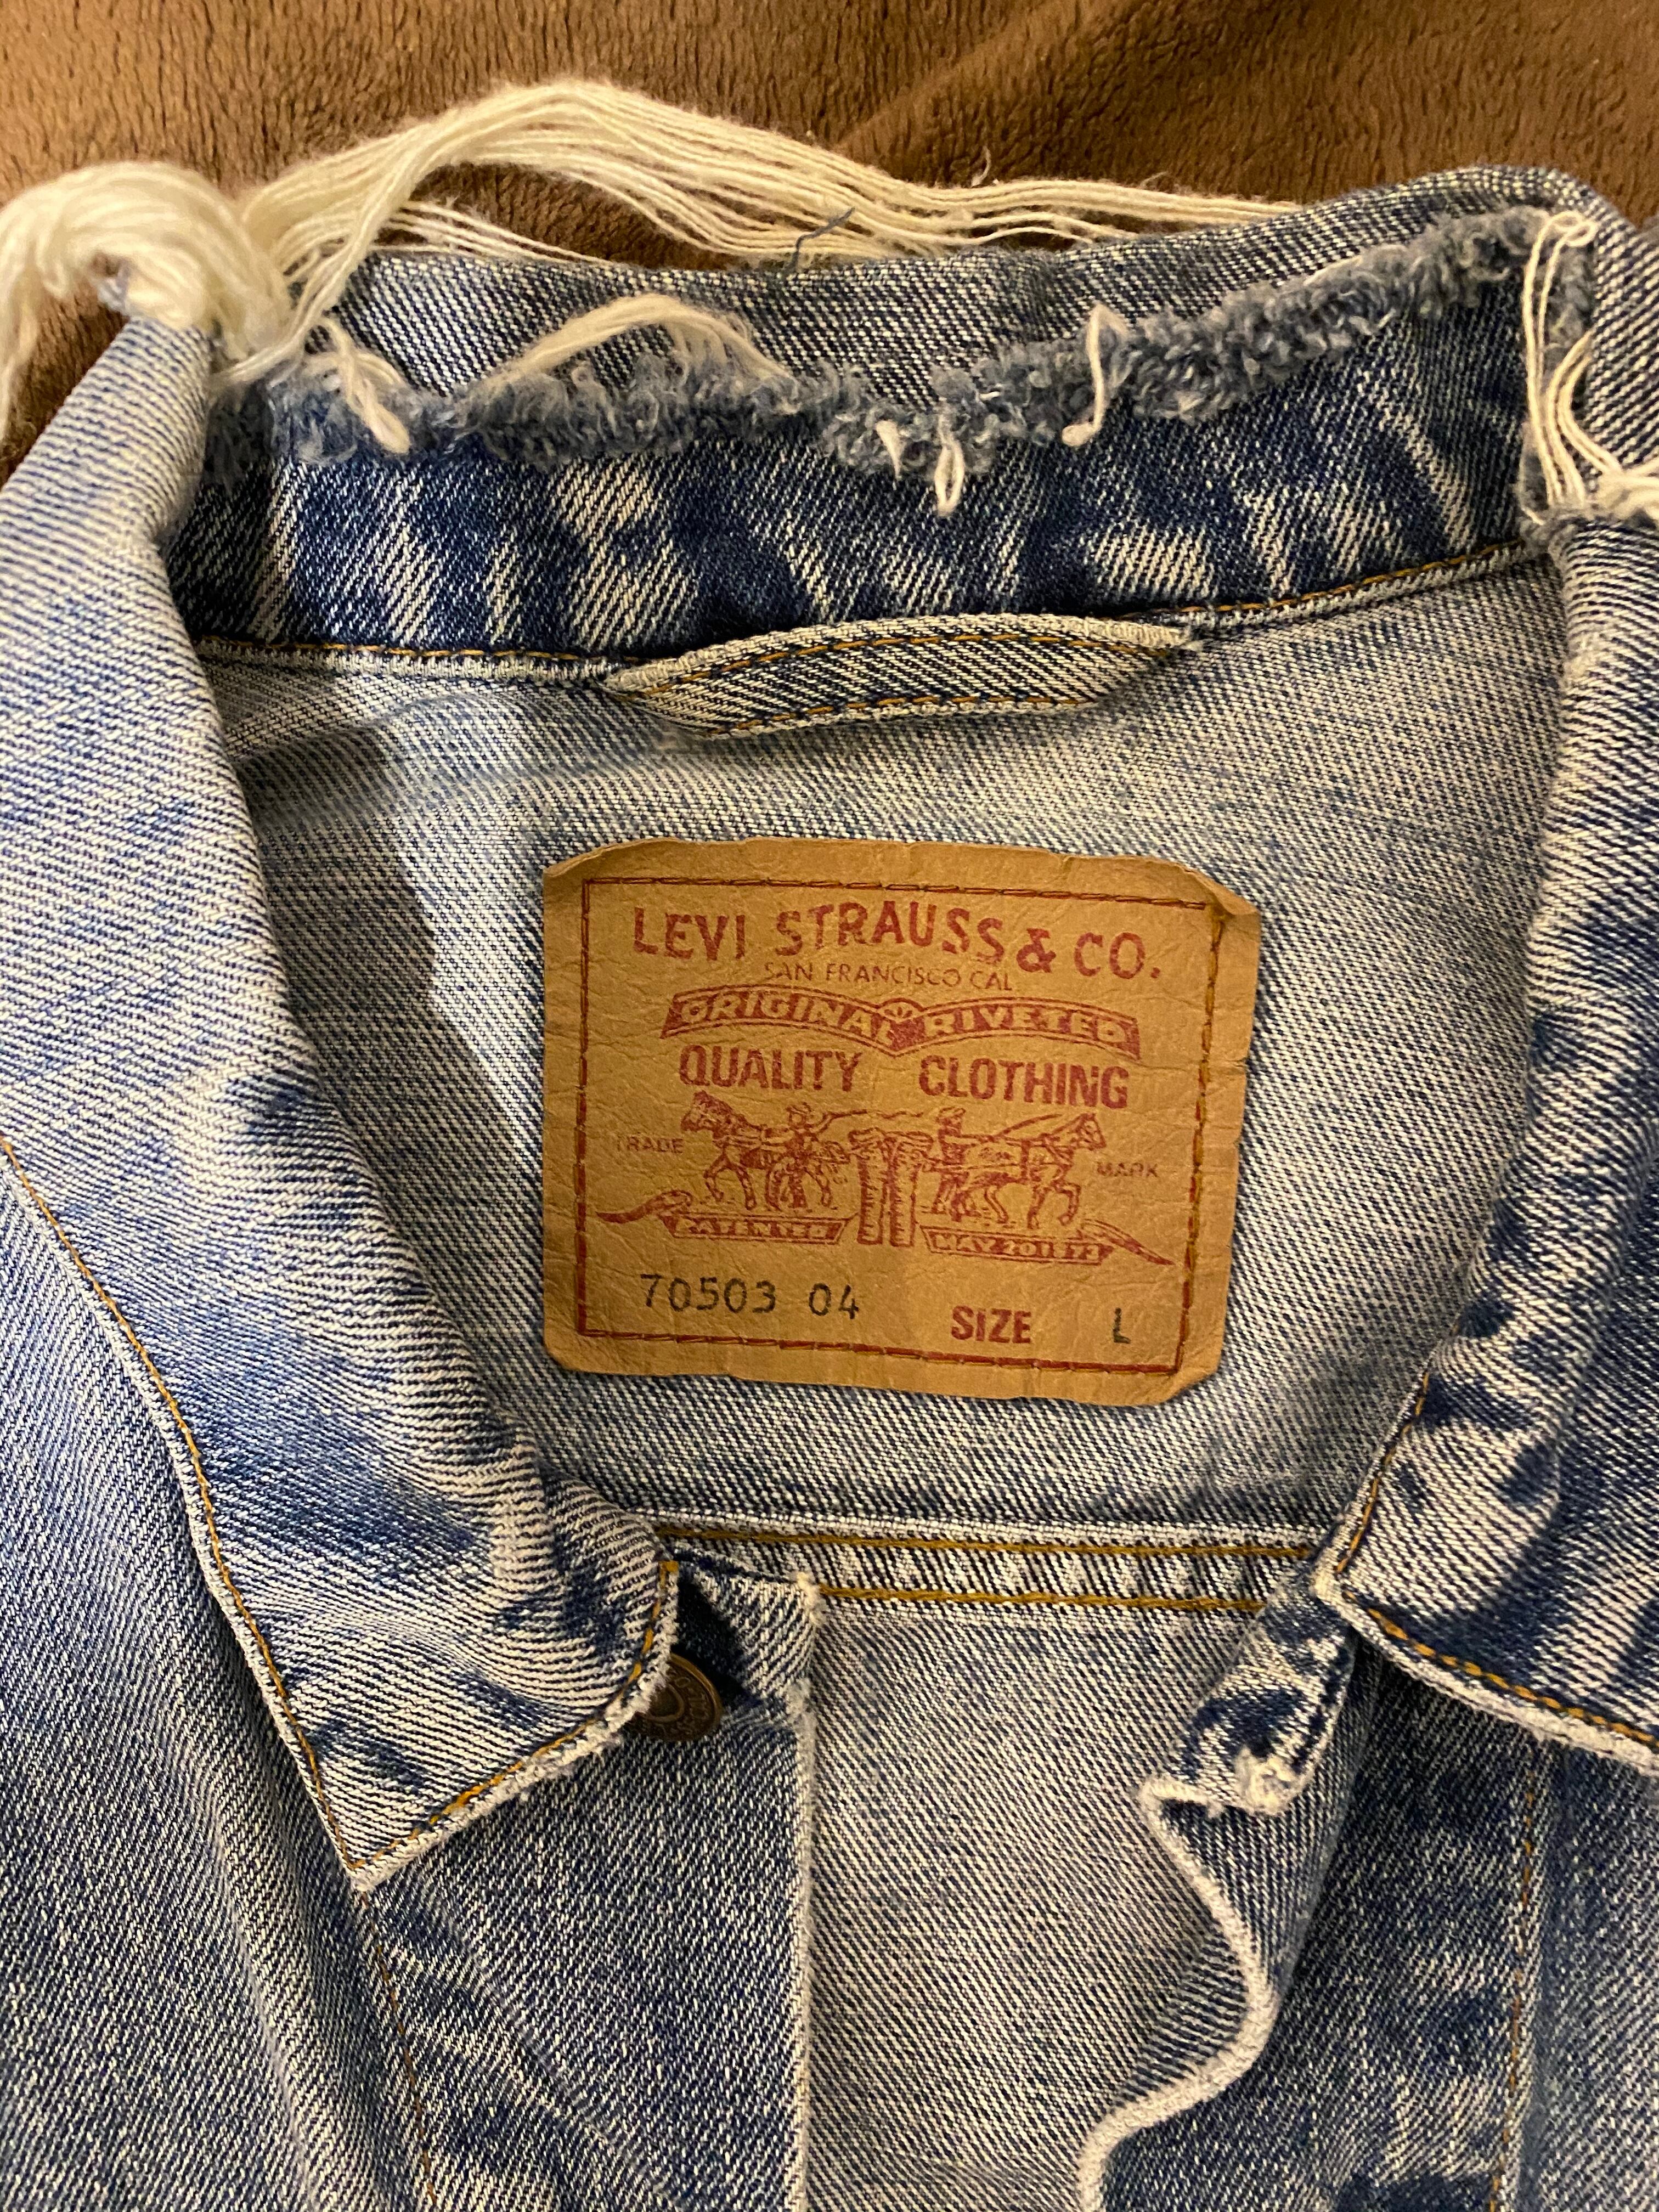 LEVI STRAUSS & CO.
SAN FRANCISCO CAL
ORIGINAL RIVETED
QUALITY CLOTHING
TRADE MARK
PATENTED MAY 20 1873
70503 04 SIZE L